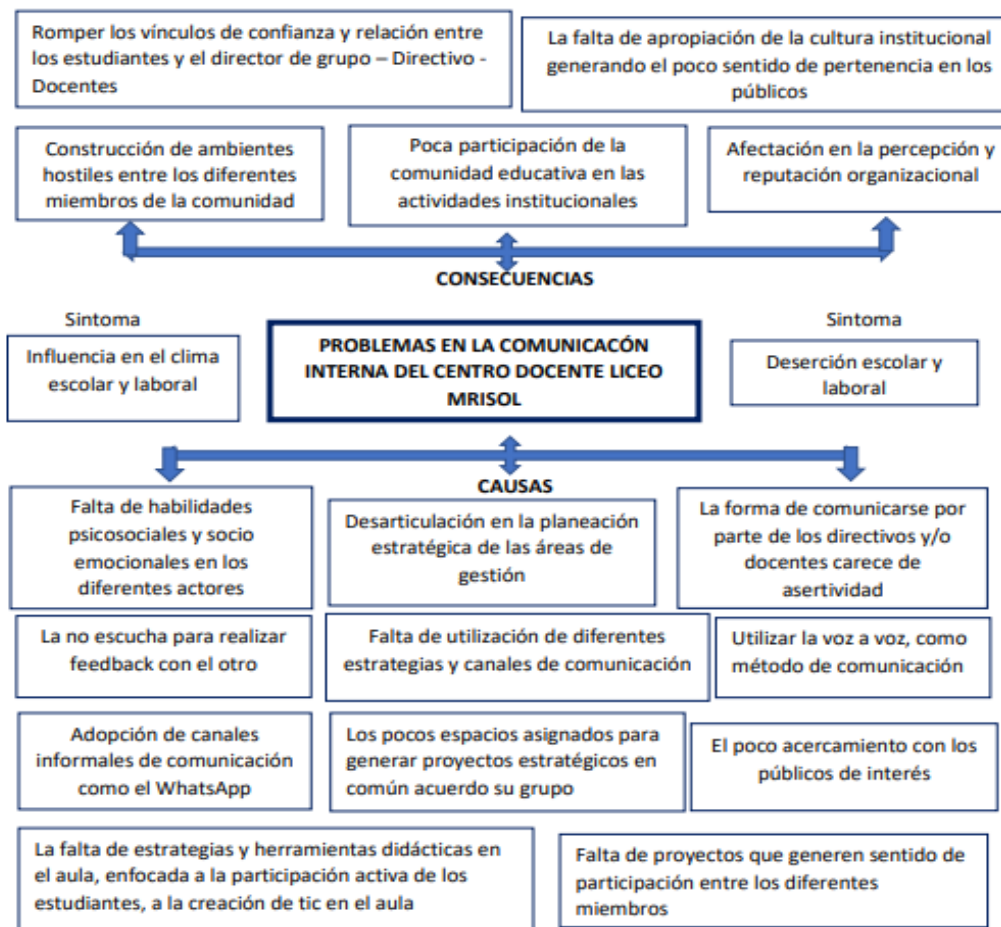 Romper los vínculos de confianza y relación entre
los estudiantes y el director de grupo – Directivo -
Docentes
La falta de apropiación de la cultura institucional
generando el poco sentido de pertenencia en los
públicos
Construcción de ambientes
hostiles entre los diferentes
miembros de la comunidad
Poca participación de la
comunidad educativa en las
actividades institucionales
Afectación en la percepción y
reputación organizacional
CONSECUENCIAS
Sintoma
Influencia en el clima
escolar y laboral
PROBLEMAS EN LA COMUNICACÓN
INTERNA DEL CENTRO DOCENTE LICEO
MRISOL
Sintoma
Deserción escolar y
laboral
CAUSAS
Falta de habilidades
psicosociales y socio
emocionales en los
diferentes actores
Desarticulación en la planeación
estratégica de las áreas de
gestión
La forma de comunicarse por
parte de los directivos y/o
docentes carece de
asertividad
La no escucha para realizar
feedback con el otro
Falta de utilización de diferentes
estrategias y canales de comunicación
Utilizar la voz a voz, como
método de comunicación
Adopción de canales
informales de comunicación
como el WhatsApp
Los pocos espacios asignados para
generar proyectos estratégicos en
común acuerdo su grupo
El poco acercamiento con los
públicos de interés
La falta de estrategias y herramientas didácticas en
el aula, enfocada a la participación activa de los
estudiantes, a la creación de tic en el aula
Falta de proyectos que generen sentido de
participación entre los diferentes
miembros